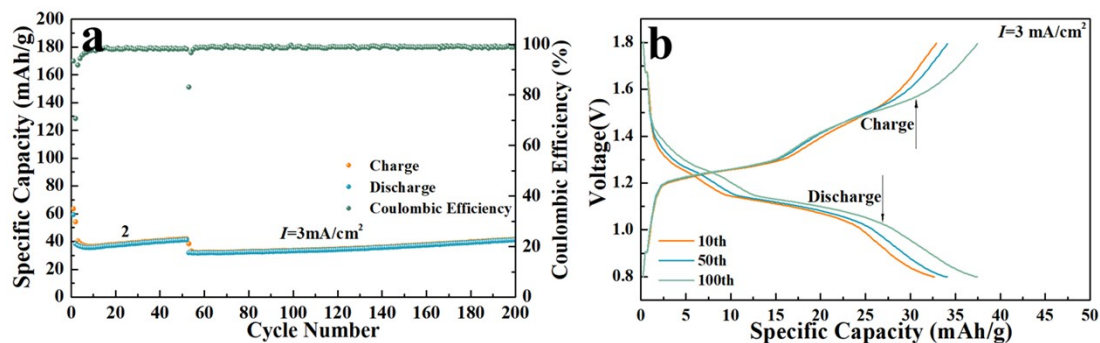 a
Specific Capacity (mAh/g)
200
180
160
140
120
100
80
60
40
20
0
Charge
Discharge
Coulombic Efficiency
2
I=3mA/cm²
0 20 40 60 80 100 120 140 160 180 200
Cycle Number
100
80
60
40
20
0
Coulombic Efficiency (%)
b
I=3 mA/cm²
Voltage(V)
1.8
1.6
1.4
1.2
1.0
0.8
Charge
Discharge
10th
50th
100th
0 5 10 15 20 25 30 35 40 45 50
Specific Capacity (mAh/g)